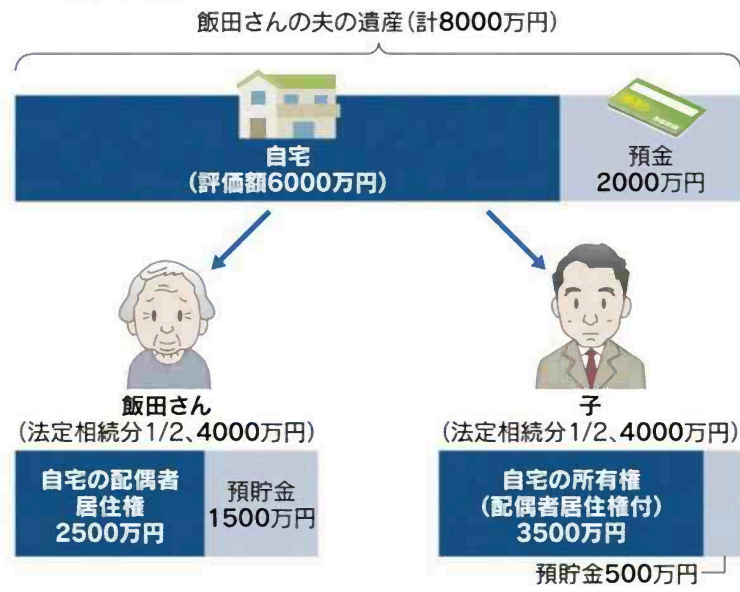 飯田さんの夫の遺産(計8000万円)
自宅
(評価額6000万円)
預金
2000万円
飯田さん
(法定相続分1/2、4000万円)
自宅の配偶者
居住権
2500万円
預貯金
1500万円
子
(法定相続分1/2、4000万円)
自宅の所有権
(配偶者居住権付)
3500万円
預貯金500万円